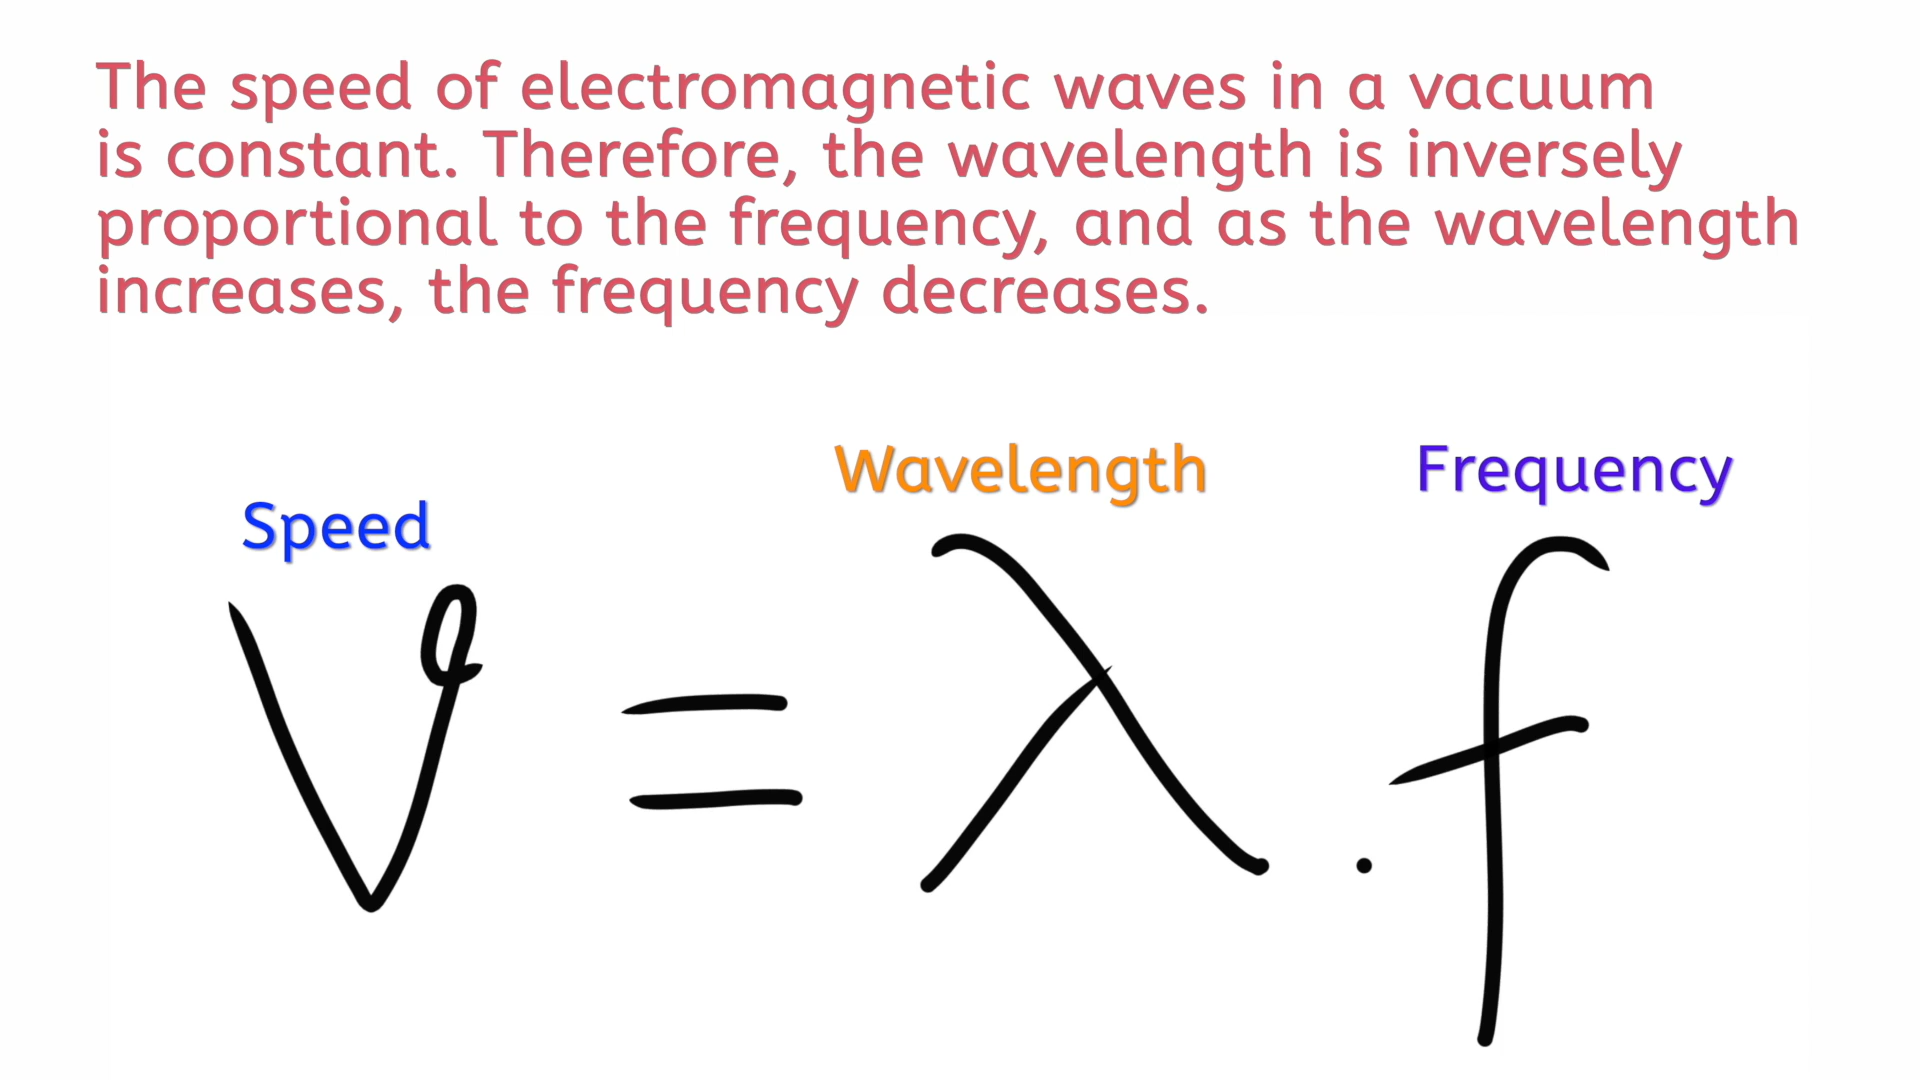 The speed of electromagnetic waves in a vacuum
is constant. Therefore, the wavelength is inversely
proportional to the frequency, and as the wavelength
increases, the frequency decreases.
Speed Wavelength Frequency
v = λ . f